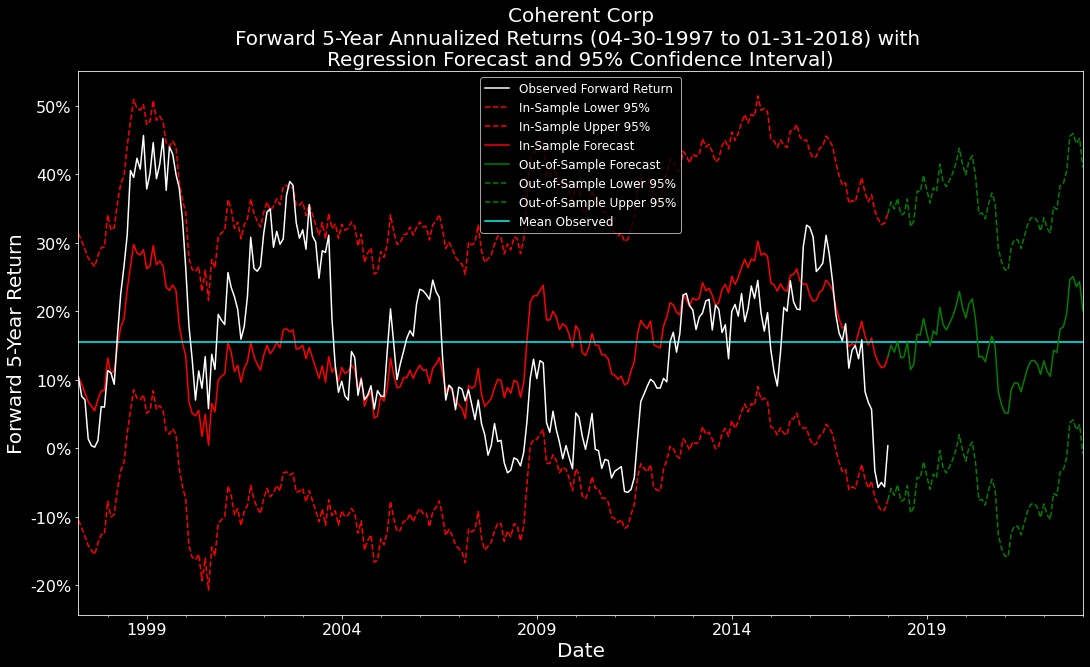 Coherent Corp
Forward 5-Year Annualized Returns (04-30-1997 to 01-31-2018) with
Regression Forecast and 95% Confidence Interval)
Observed Forward Return
In-Sample Lower 95%
In-Sample Upper 95%
In-Sample Forecast
Out-of-Sample Forecast
Out-of-Sample Lower 95%
Out-of-Sample Upper 95%
Mean Observed
Forward 5-Year Return
50%
40%
30%
20%
10%
0%
-10%
-20%
1999
2004
2009
2014
2019
Date